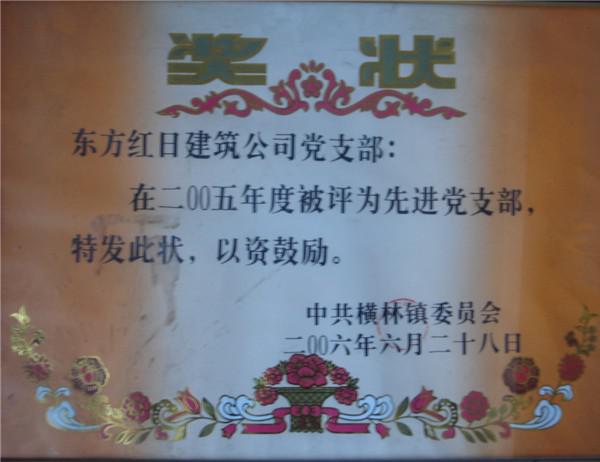 奖状
东方红日建筑公司党支部：
在二00五年度被评为先进党支部，
特发此状，以资鼓励。
中共横林镇委员会
二00六年六月二十八日